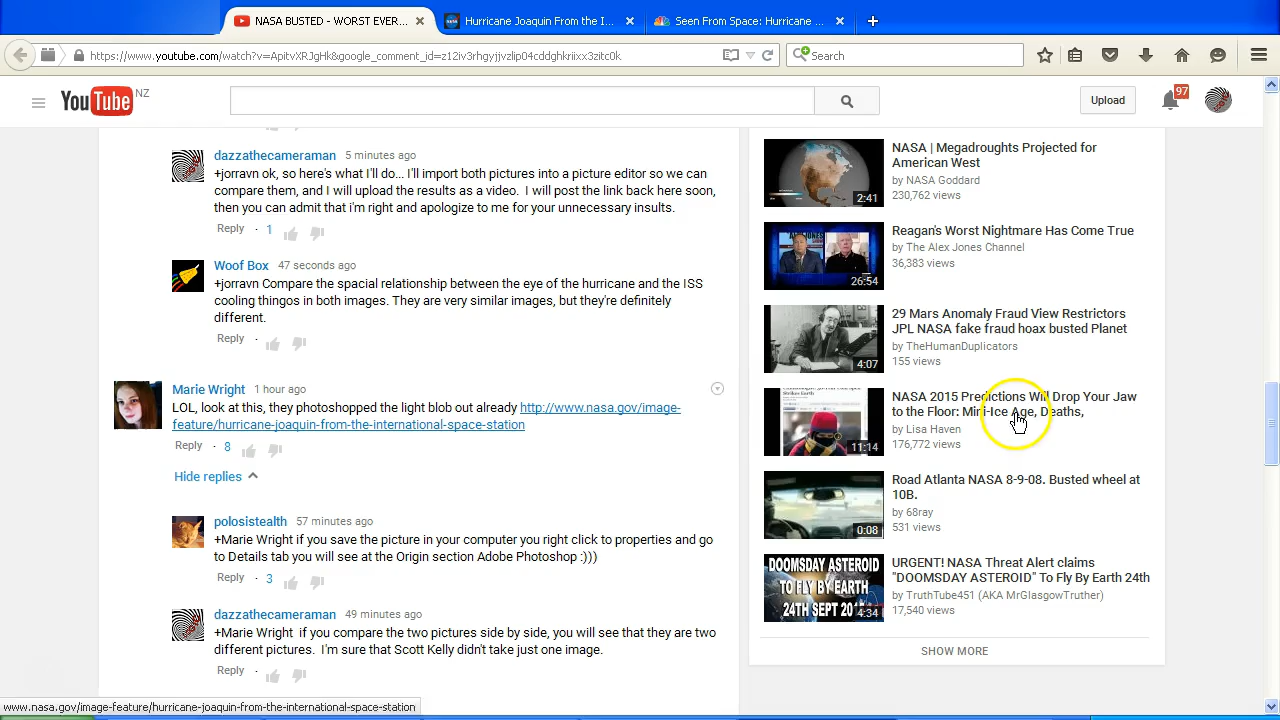 NASA BUSTED - WORST EVER...
Hurricane Joaquin From the I...
Seen From Space: Hurricane ...
https://www.youtube.com/watch?v=
Search
YouTube NZ
Upload
97
dazzathecameraman 5 minutes ago
+jorravn ok, so here's what I'll do... I'll import both pictures into a picture editor so we can
compare them, and I will upload the results as a video. I will post the link back here soon,
then you can admit that I'm right and apologize to me for your unnecessary insults.
Reply · 1
Woof Box 47 seconds ago
+jorravn Compare the spacial relationship between the eye of the hurricane and the ISS
cooling thingos in both images. They are very similar images, but they're definitely
different.
Reply ·
Marie Wright 1 hour ago
LOL, look at this, they photoshopped the light bulb out already http://www.nasa.gov/image-
feature/hurricane-joaquin-from-the-international-space-station
Reply · 8
Hide replies
polosistealth 57 minutes ago
+Marie Wright if you save the picture in your computer you right click to properties and go
to Details tab you will see at the Origin section Adobe Photoshop :)))
Reply · 3
dazzathecameraman 49 minutes ago
+Marie Wright if you compare the two pictures side by side, you will see that they are two
different pictures. I'm sure that Scott Kelly didn't take just one image.
Reply ·
www.nasa.gov/image-feature/hurricane-joaquin-from-the-international-space-station
2:41
NASA | Megadroughts Projected for
American West
by NASA Goddard
230,762 views
26:54
Reagan's Worst Nightmare Has Come True
by The Alex Jones Channel
36,383 views
4:07
29 Mars Anomaly Fraud View Restrictors
JPL NASA fake fraud hoax busted Planet
by TheHumanDuplicators
155 views
Strikes Earth
11:14
NASA 2015 Predictions Will Drop Your Jaw
to the Floor: Mini-Ice Age, Deaths,
by Lisa Haven
176,772 views
0:08
Road Atlanta NASA 8-9-08. Busted wheel at
10B.
by 68ray
531 views
DOOMSDAY ASTEROID
TO FLY BY EARTH
24TH SEPT
4:34
URGENT! NASA Threat Alert claims
"DOOMSDAY ASTEROID" To Fly By Earth 24th
by TruthTube451 (AKA MrGlasgowTruther)
17,540 views
SHOW MORE